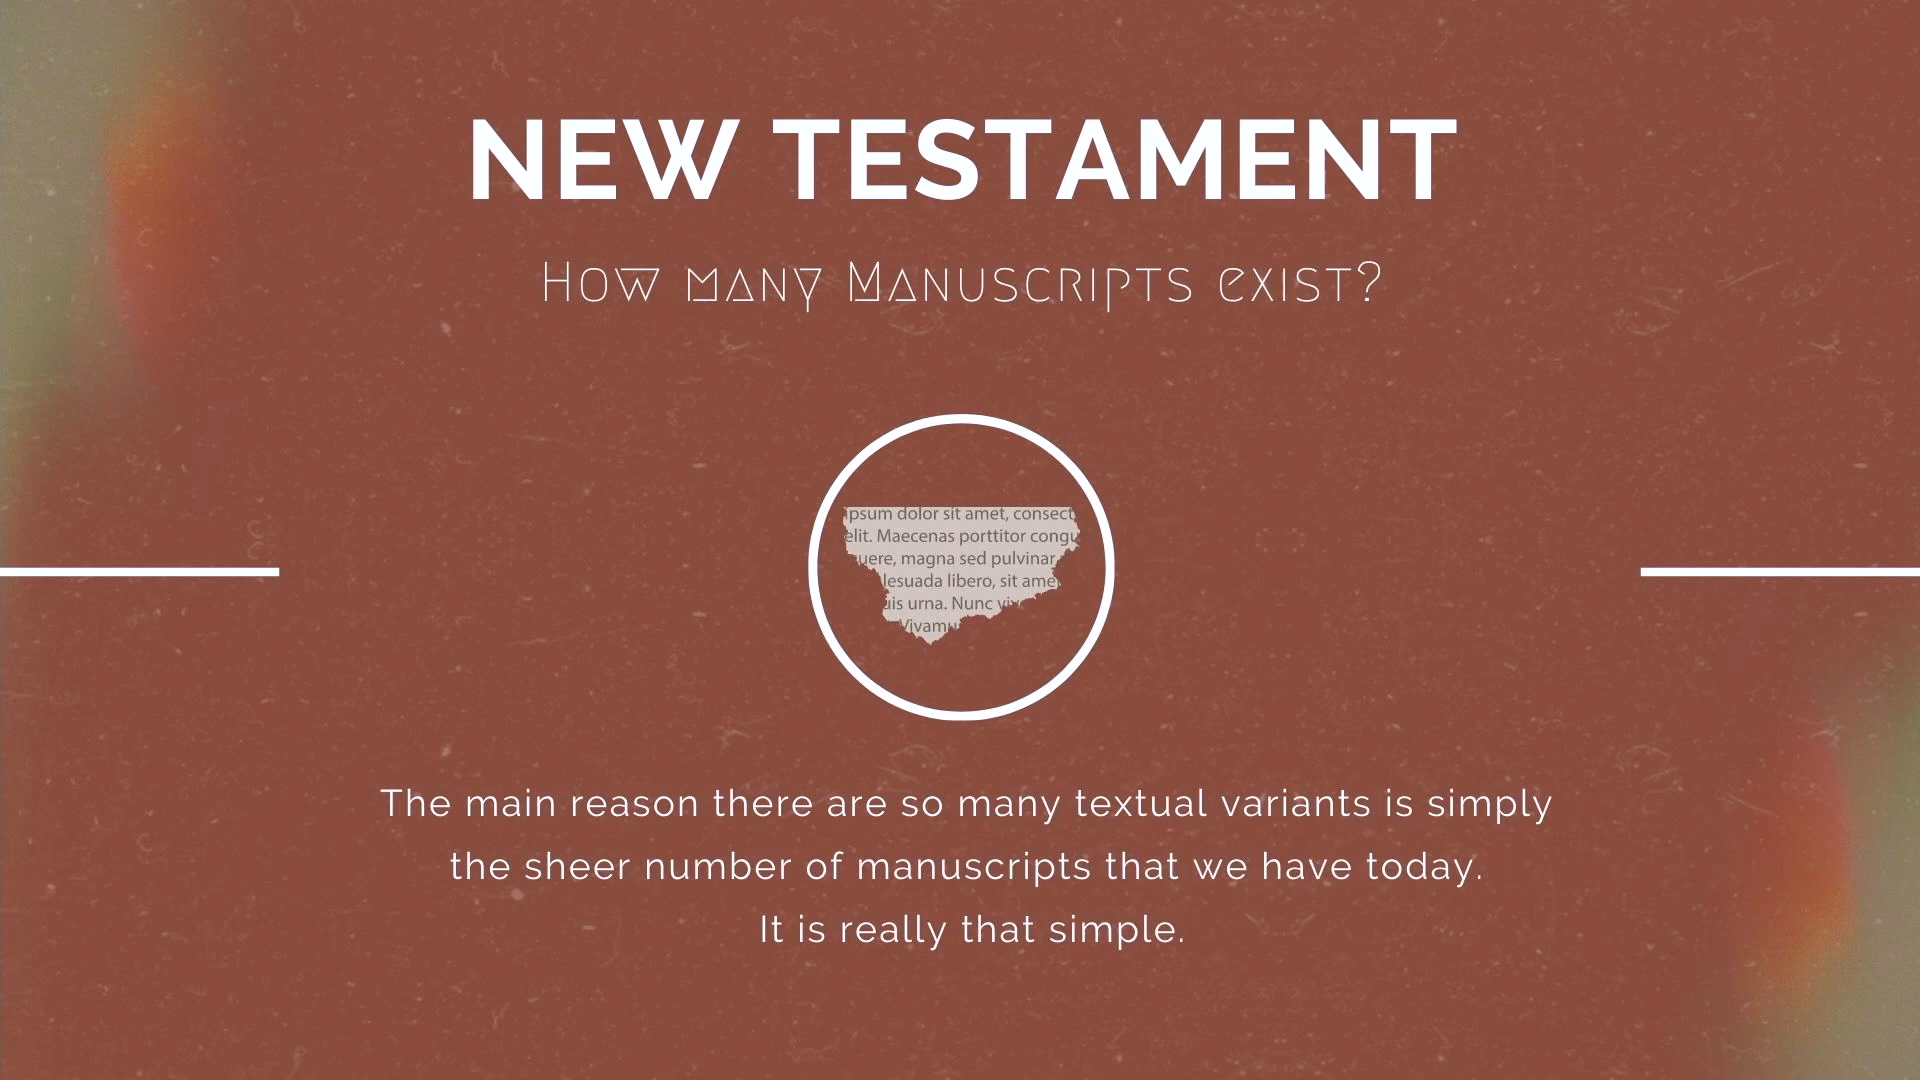 NEW TESTAMENT
How many Manuscripts exist?
ipsum dolor sit amet, consect
elit. Maecenas porttitor congu
uere, magna sed pulvinar
lesuada libero, sit ame
uis urna. Nunc viv
Vivamu
The main reason there are so many textual variants is simply
the sheer number of manuscripts that we have today.
It is really that simple.